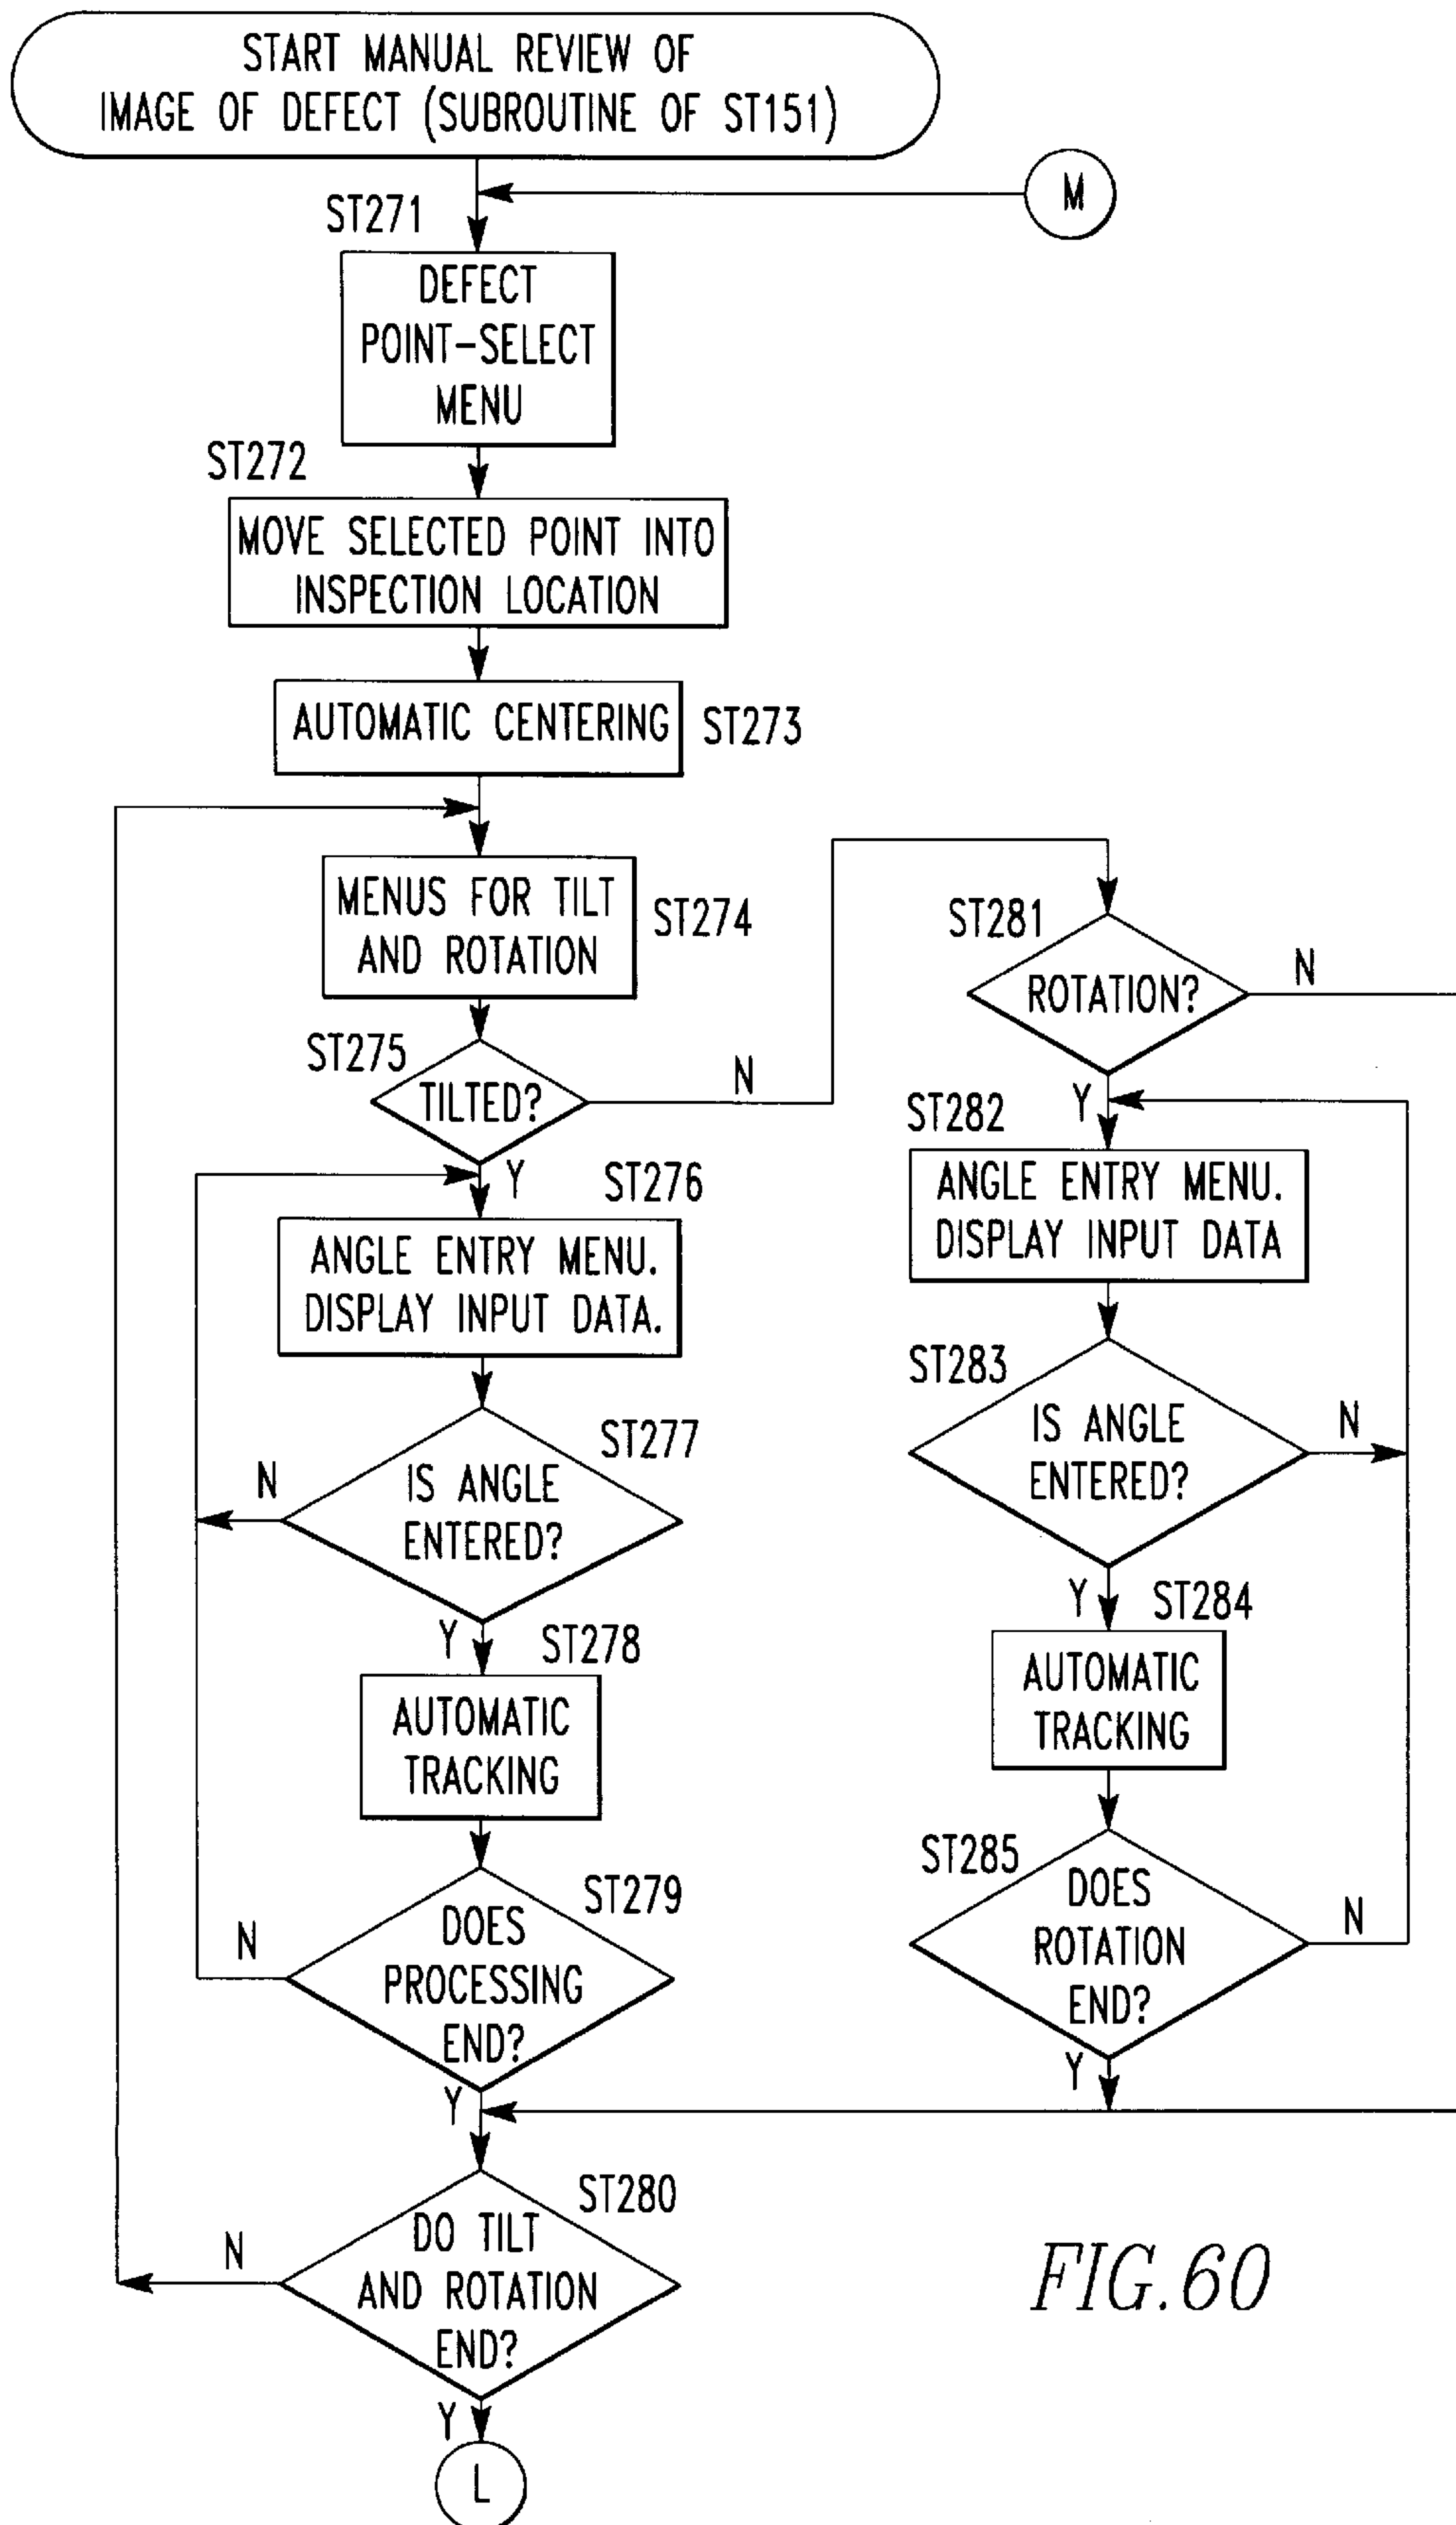 START MANUAL REVIEW OF
IMAGE OF DEFECT (SUBROUTINE OF ST151)
M
ST271
DEFECT
POINT-SELECT
MENU
ST272
MOVE SELECTED POINT INTO
INSPECTION LOCATION
AUTOMATIC CENTERING
ST273
MENUS FOR TILT
AND ROTATION
ST274
ST275
TILTED?
N
Y
ST276
ANGLE ENTRY MENU.
DISPLAY INPUT DATA.
ST277
IS ANGLE
ENTERED?
N
Y
ST278
AUTOMATIC
TRACKING
ST279
DOES
PROCESSING
END?
N
Y
ST280
DO TILT
AND ROTATION
END?
N
Y
L
ST281
ROTATION?
N
Y
ST282
ANGLE ENTRY MENU.
DISPLAY INPUT DATA
ST283
IS ANGLE
ENTERED?
N
Y
ST284
AUTOMATIC
TRACKING
ST285
DOES
ROTATION
END?
N
Y
FIG.60